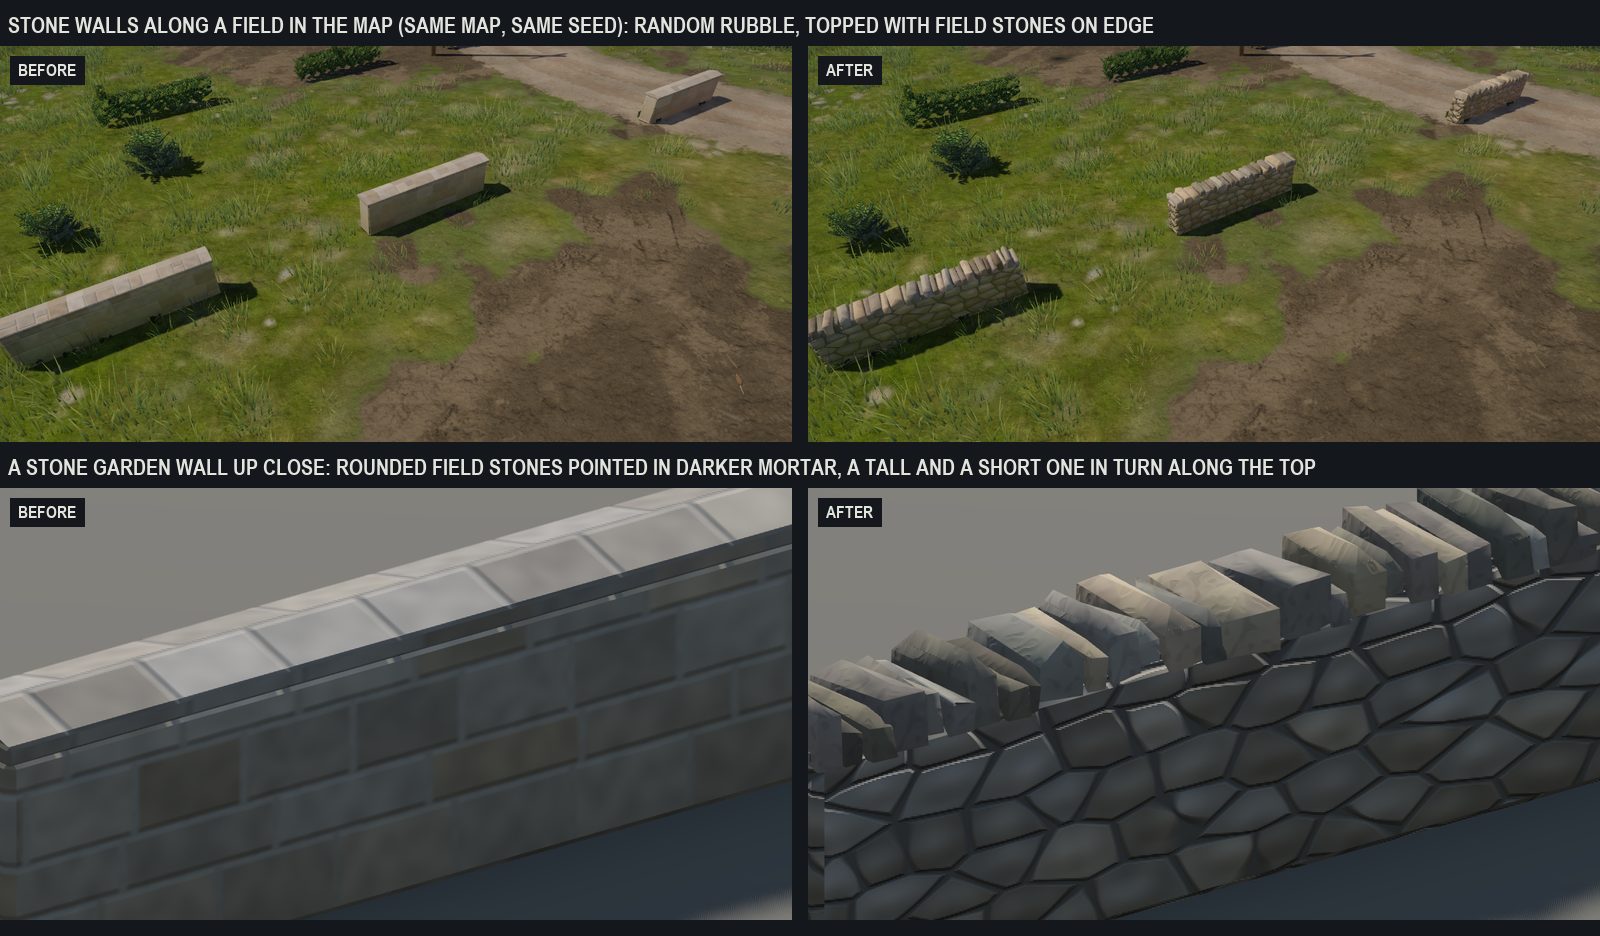 STONE WALLS ALONG A FIELD IN THE MAP (SAME MAP, SAME SEED): RANDOM RUBBLE, TOPPED WITH FIELD STONES ON EDGE
BEFORE
AFTER
A STONE GARDEN WALL UP CLOSE: ROUNDED FIELD STONES POINTED IN DARKER MORTAR, A TALL AND A SHORT ONE IN TURN ALONG THE TOP
BEFORE
AFTER